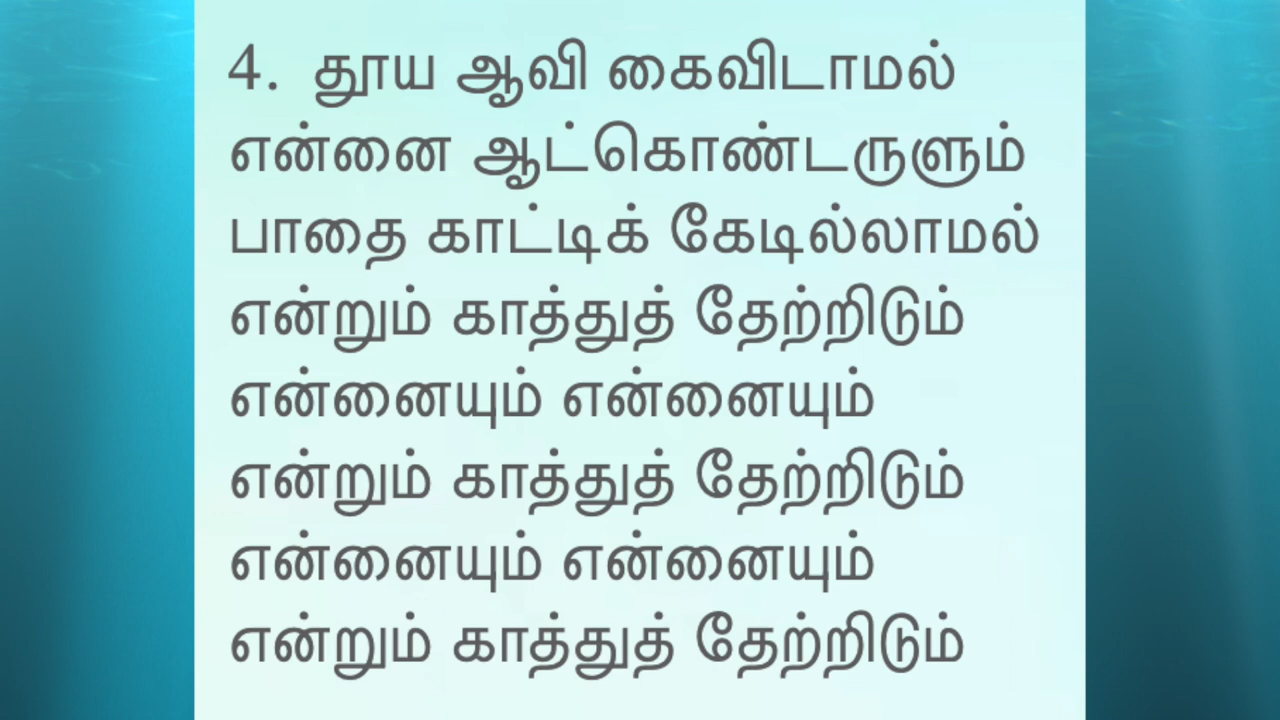 4. தூய ஆவி கைவிடாமல்
என்னை ஆட்கொண்டருளும்
பாதை காட்டிக் கேடில்லாமல்
என்றும் காத்துத் தேற்றிடும்
என்னையும் என்னையும்
என்றும் காத்துத் தேற்றிடும்
என்னையும் என்னையும்
என்றும் காத்துத் தேற்றிடும்